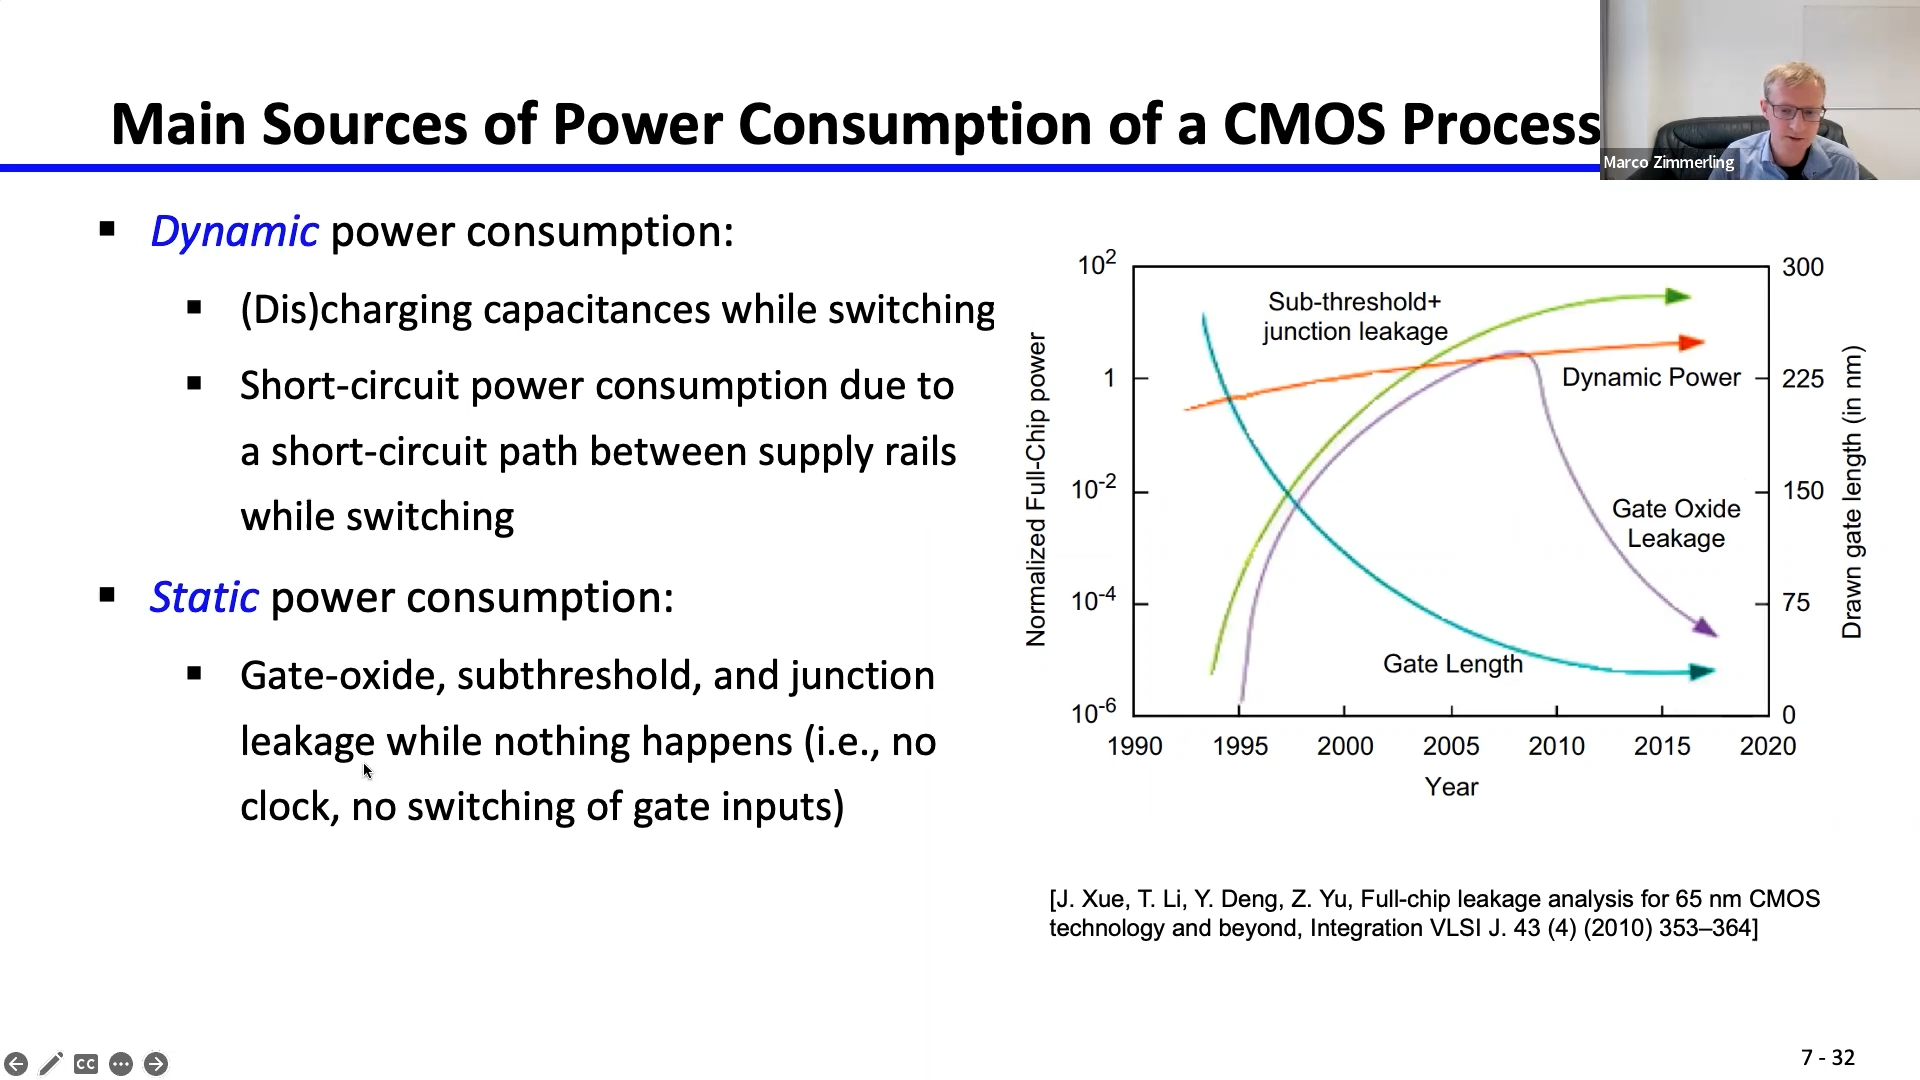 Main Sources of Power Consumption of a CMOS Process
Marco Zimmerling
▪ Dynamic power consumption:
▪ (Dis)charging capacitances while switching
▪ Short-circuit power consumption due to
a short-circuit path between supply rails
while switching
▪ Static power consumption:
▪ Gate-oxide, subthreshold, and junction
leakage while nothing happens (i.e., no
clock, no switching of gate inputs)
Normalized Full-Chip power
10²
1
10⁻²
10⁻⁴
10⁻⁶
Sub-threshold+
junction leakage
Dynamic Power
Gate Oxide
Leakage
Gate Length
300
225
150
75
0
Drawn gate length (in nm)
1990 1995 2000 2005 2010 2015 2020
Year
[J. Xue, T. Li, Y. Deng, Z. Yu, Full-chip leakage analysis for 65 nm CMOS
technology and beyond, Integration VLSI J. 43 (4) (2010) 353–364]
CC
7 - 32